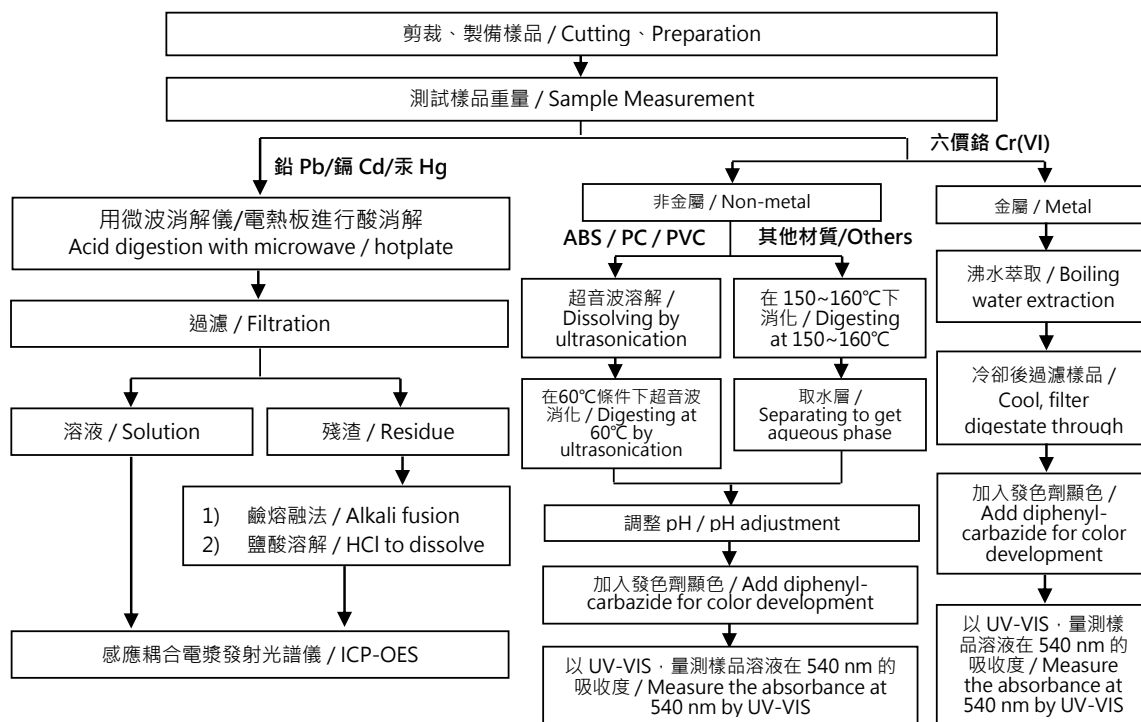 剪裁、製備樣品 / Cutting、Preparation
測試樣品重量 / Sample Measurement
鉛 Pb/鎘 Cd/汞 Hg
六價鉻 Cr(VI)
用微波消解儀/電熱板進行酸消解
Acid digestion with microwave / hotplate
過濾 / Filtration
溶液 / Solution
殘渣 / Residue
1) 鹼熔融法 / Alkali fusion
2) 鹽酸溶解 / HCl to dissolve
感應耦合電漿發射光譜儀 / ICP-OES
非金屬 / Non-metal
ABS / PC / PVC
其他材質/Others
超音波溶解 /
Dissolving by
ultrasonication
在60℃條件下超音波
消化 / Digesting at
60℃ by
ultrasonication
在 150~160℃下
消化 / Digesting
at 150~160℃
取水層 /
Separating to get
aqueous phase
調整 pH / pH adjustment
加入發色劑顯色 / Add diphenyl-
carbazide for color development
以 UV-VIS，量測樣品溶液在 540 nm 的
吸收度 / Measure the absorbance at
540 nm by UV-VIS
金屬 / Metal
沸水萃取 / Boiling
water extraction
冷卻後過濾樣品 /
Cool, filter
digestate through
加入發色劑顯色 /
Add diphenyl-
carbazide for color
development
以 UV-VIS，量測樣
品溶液在 540 nm 的
吸收度 / Measure
the absorbance at
540 nm by UV-VIS